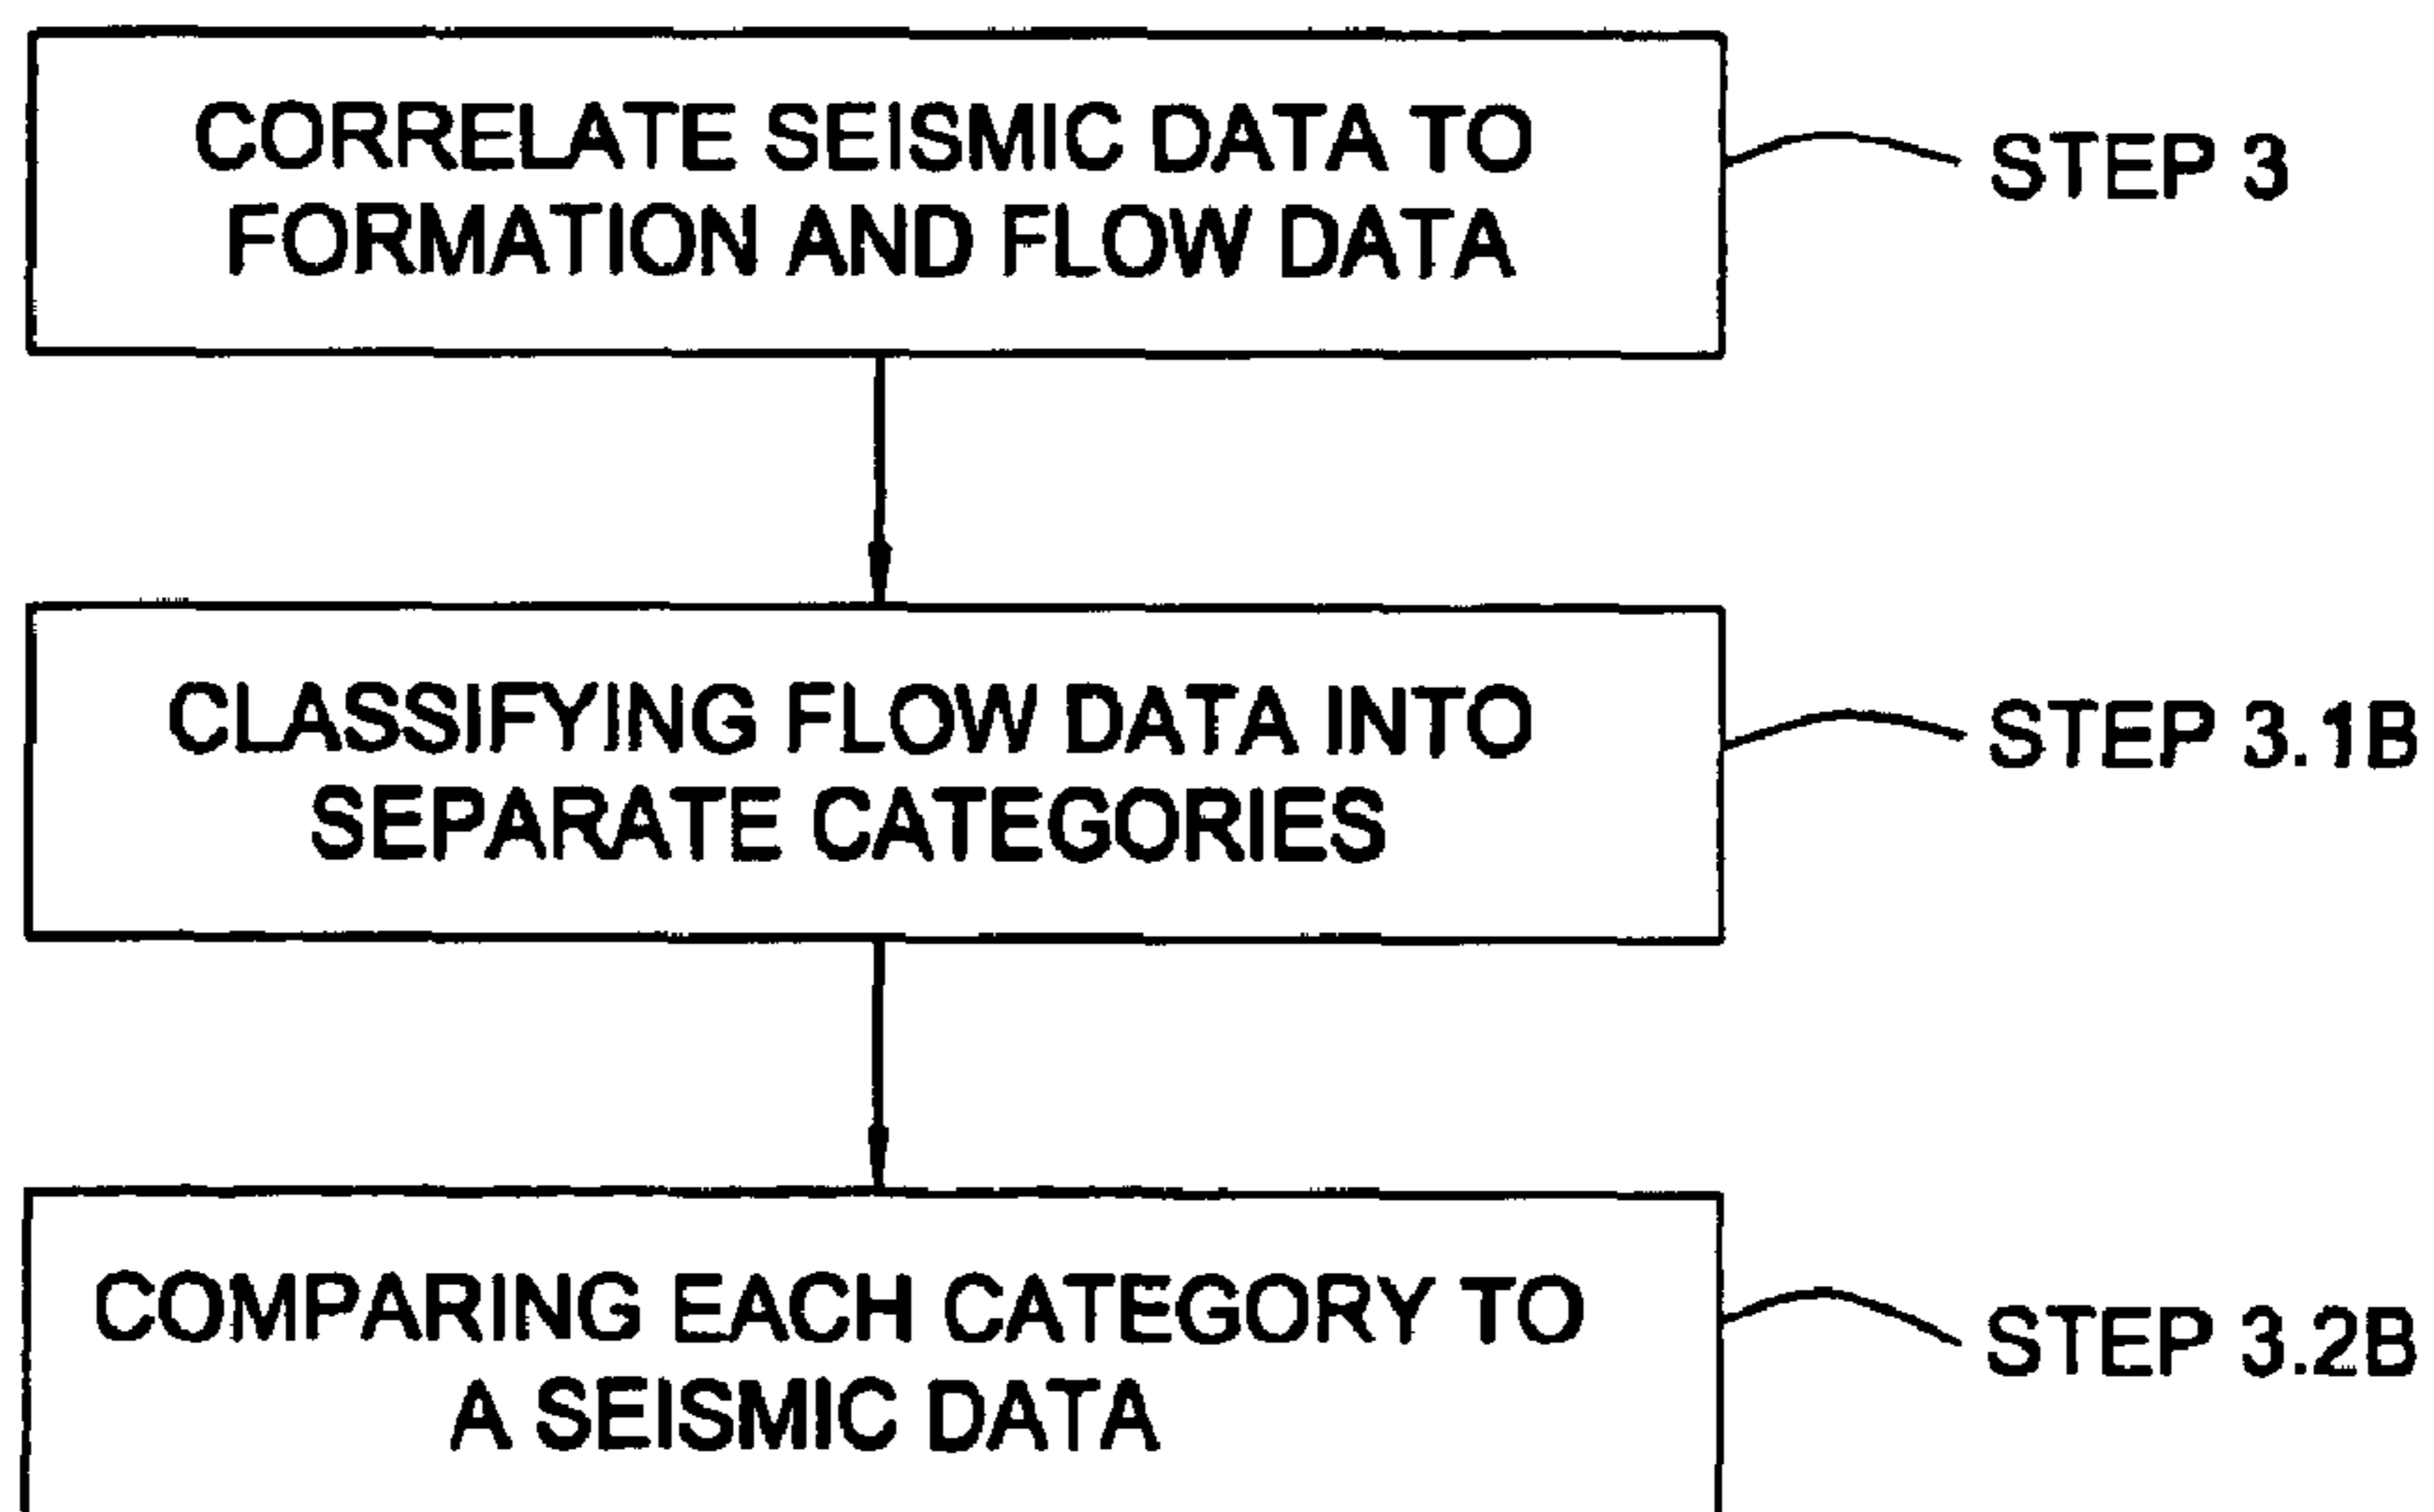 CORRELATE SEISMIC DATA TO
FORMATION AND FLOW DATA
STEP 3
CLASSIFYING FLOW DATA INTO
SEPARATE CATEGORIES
STEP 3.1B
COMPARING EACH CATEGORY TO
A SEISMIC DATA
STEP 3.2B